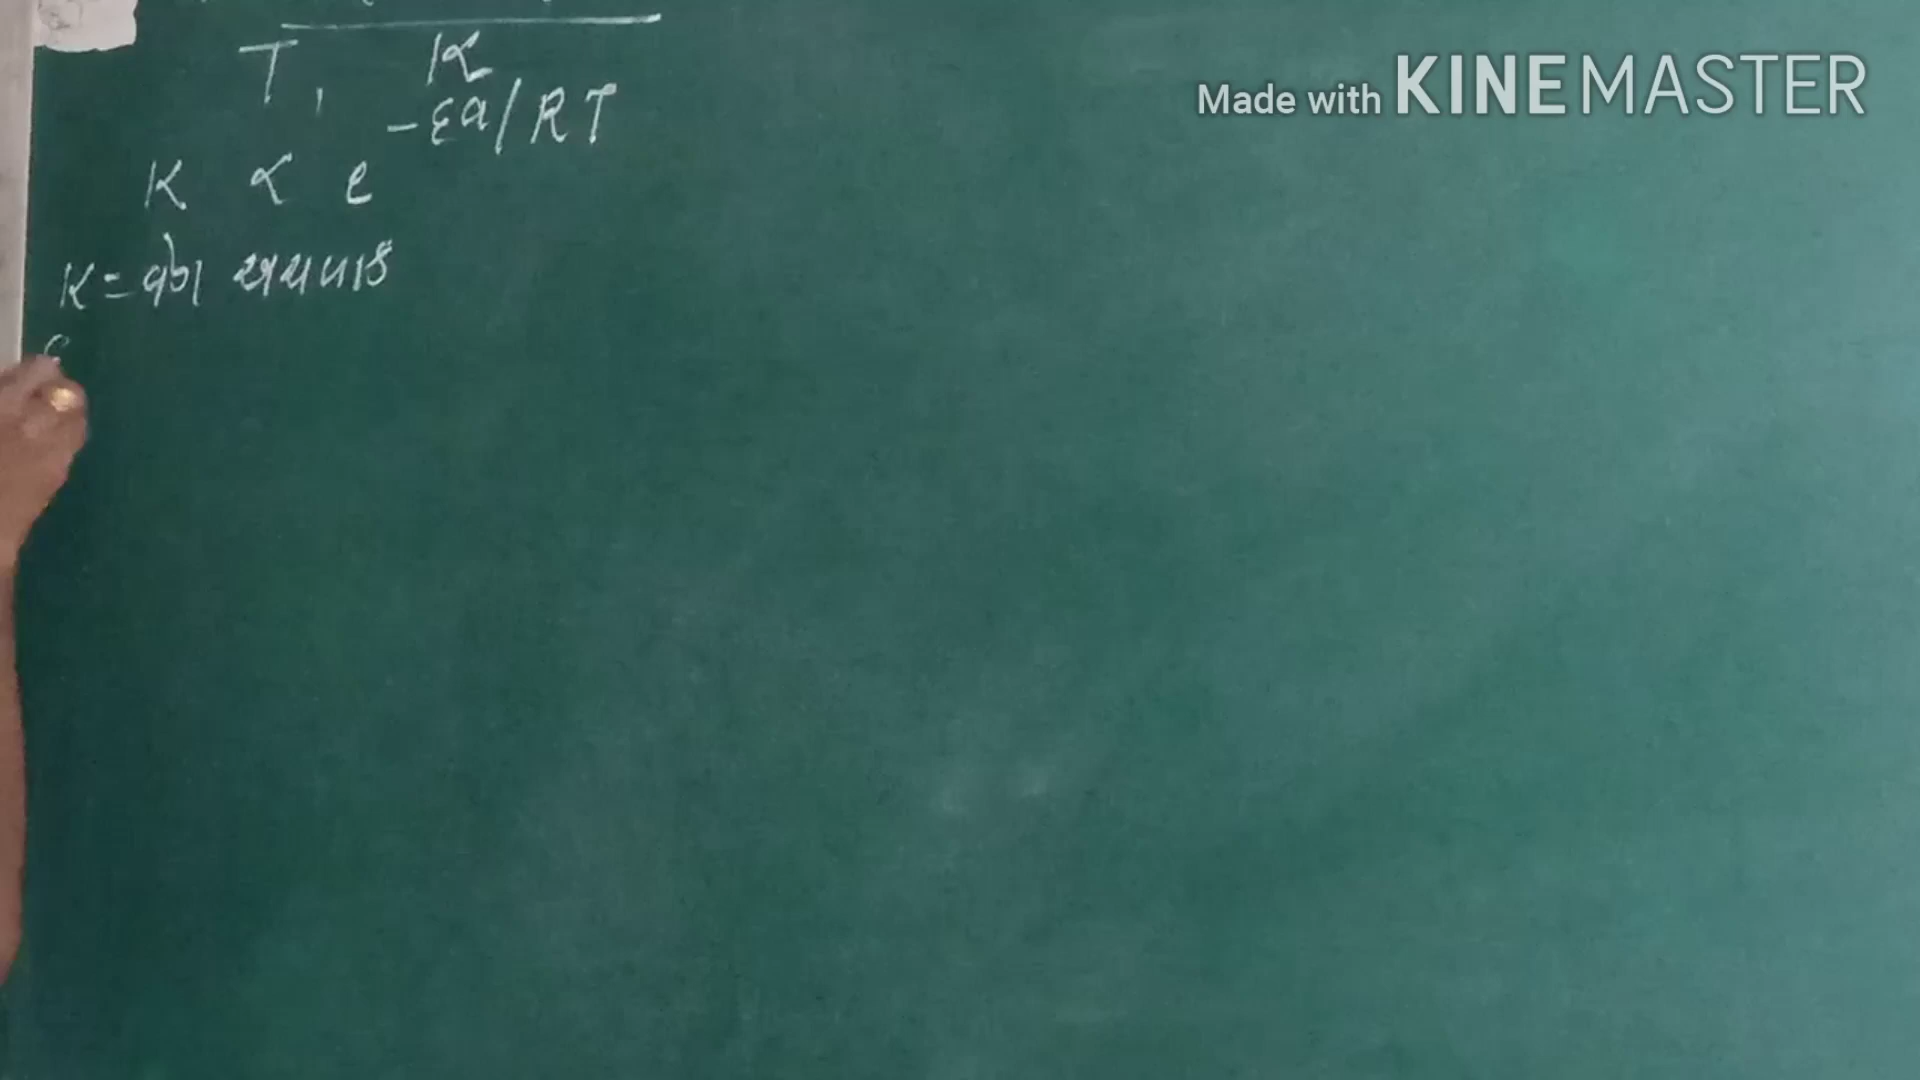 T, K
K ∝ e^-Ea/RT
K = વેગ અચળાંક
Made with KINEMASTER